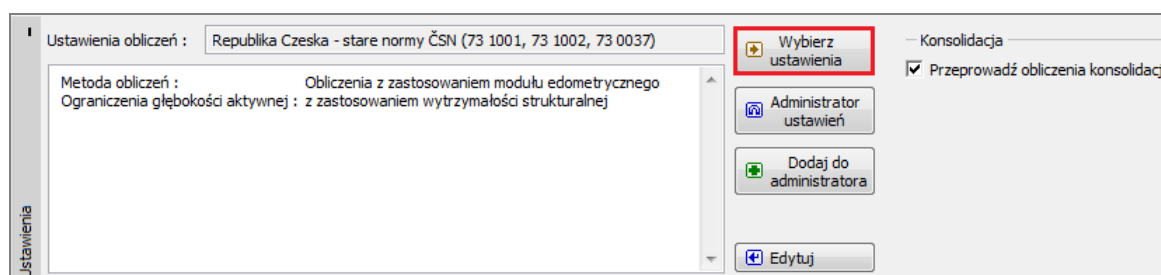 Ustawienia obliczeń : Republika Czeska - stare normy ČSN (73 1001, 73 1002, 73 0037)
Metoda obliczeń : Obliczenia z zastosowaniem modułu edometrycznego
Ograniczenia głębokości aktywnej : z zastosowaniem wytrzymałości strukturalnej
Wybierz
ustawienia
Administrator
ustawień
Dodaj do
administratora
Edytuj
Konsolidacja
Przeprowadź obliczenia konsolidacj
Ustawienia